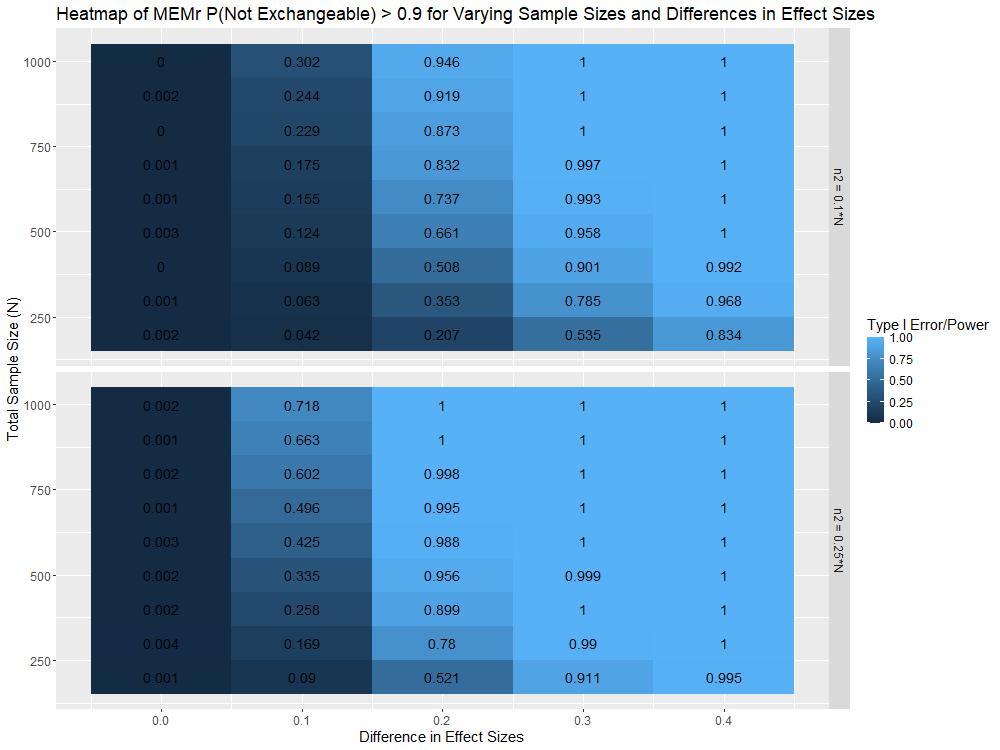 Heatmap of MEMr P(Not Exchangeable) > 0.9 for Varying Sample Sizes and Differences in Effect Sizes
Total Sample Size (N)
1000
750
500
250
0 0.302 0.946 1 1
0.002 0.244 0.919 1 1
0 0.229 0.873 1 1
0.001 0.175 0.832 0.997 1
0.001 0.155 0.737 0.993 1
0.003 0.124 0.661 0.958 1
0 0.089 0.508 0.901 0.992
0.001 0.063 0.353 0.785 0.968
0.002 0.042 0.207 0.535 0.834
n2 = 0.1*N
1000
750
500
250
0.002 0.718 1 1 1
0.001 0.663 1 1 1
0.002 0.602 0.998 1 1
0.001 0.496 0.995 1 1
0.003 0.425 0.988 1 1
0.002 0.335 0.956 0.999 1
0.002 0.258 0.899 1 1
0.004 0.169 0.78 0.99 1
0.001 0.09 0.521 0.911 0.995
n2 = 0.25*N
0.0 0.1 0.2 0.3 0.4
Difference in Effect Sizes
Type I Error/Power
1.00
0.75
0.50
0.25
0.00